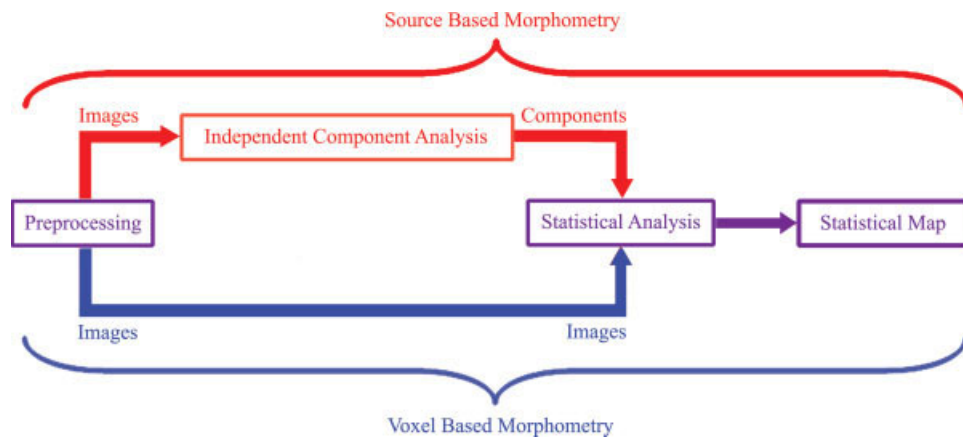 Source Based Morphometry
Images
Components
Independent Component Analysis
Preprocessing
Statistical Analysis
Statistical Map
Images
Images
Voxel Based Morphometry